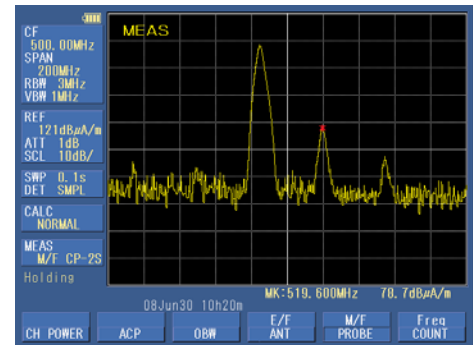 MEAS
CF
500.00MHz
SPAN
200MHz
RBW 3MHz
VBW 1MHz
REF
121dBμA/m
ATT 1dB
SCL 10dB/
SWP 0.1s
DET SMPL
CALC
NORMAL
MEAS
M/F CP-2S
Holding
MK:519.600MHz 78.7dBμA/m
08Jun30 10h20m
CH POWER
ACP
OBW
E/F
ANT
M/F
PROBE
Freq
COUNT